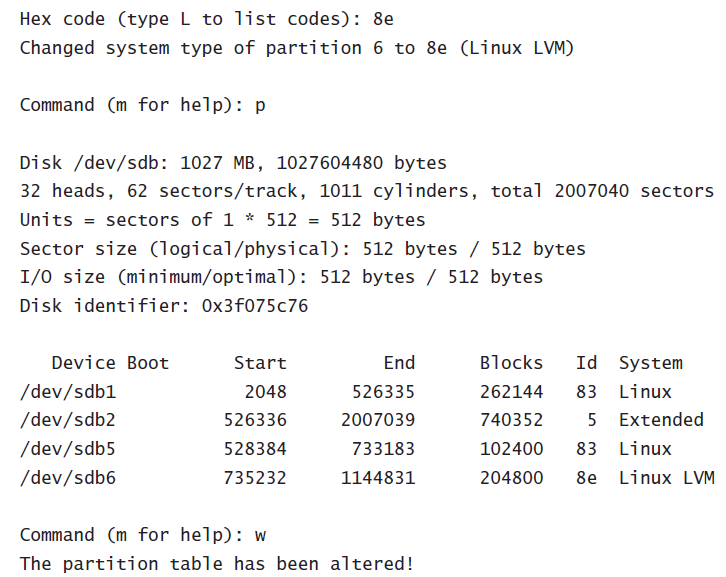 Hex code (type L to list codes): 8e
Changed system type of partition 6 to 8e (Linux LVM)
Command (m for help): p
Disk /dev/sdb: 1027 MB, 1027604480 bytes
32 heads, 62 sectors/track, 1011 cylinders, total 2007040 sectors
Units = sectors of 1 * 512 = 512 bytes
Sector size (logical/physical): 512 bytes / 512 bytes
I/O size (minimum/optimal): 512 bytes / 512 bytes
Disk identifier: 0x3f075c76
Device Boot Start End Blocks Id System
/dev/sdb1 2048 526335 262144 83 Linux
/dev/sdb2 526336 2007039 740352 5 Extended
/dev/sdb5 528384 733183 102400 83 Linux
/dev/sdb6 735232 1144831 204800 8e Linux LVM
Command (m for help): w
The partition table has been altered!